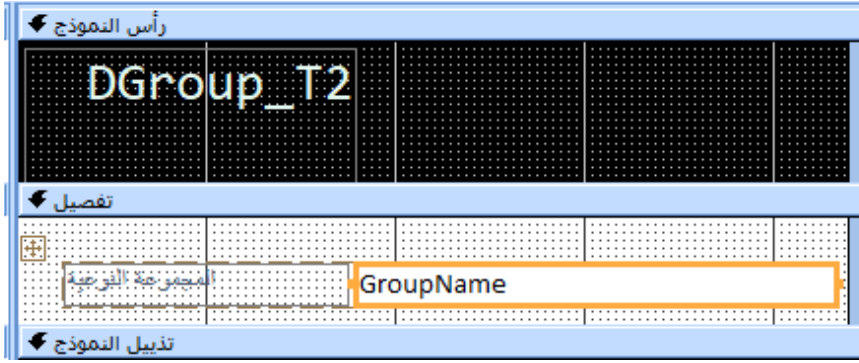 رأس النموذج
DGroup_T2
تفصيل
المجموعة النوعية
GroupName
تذييل النموذج